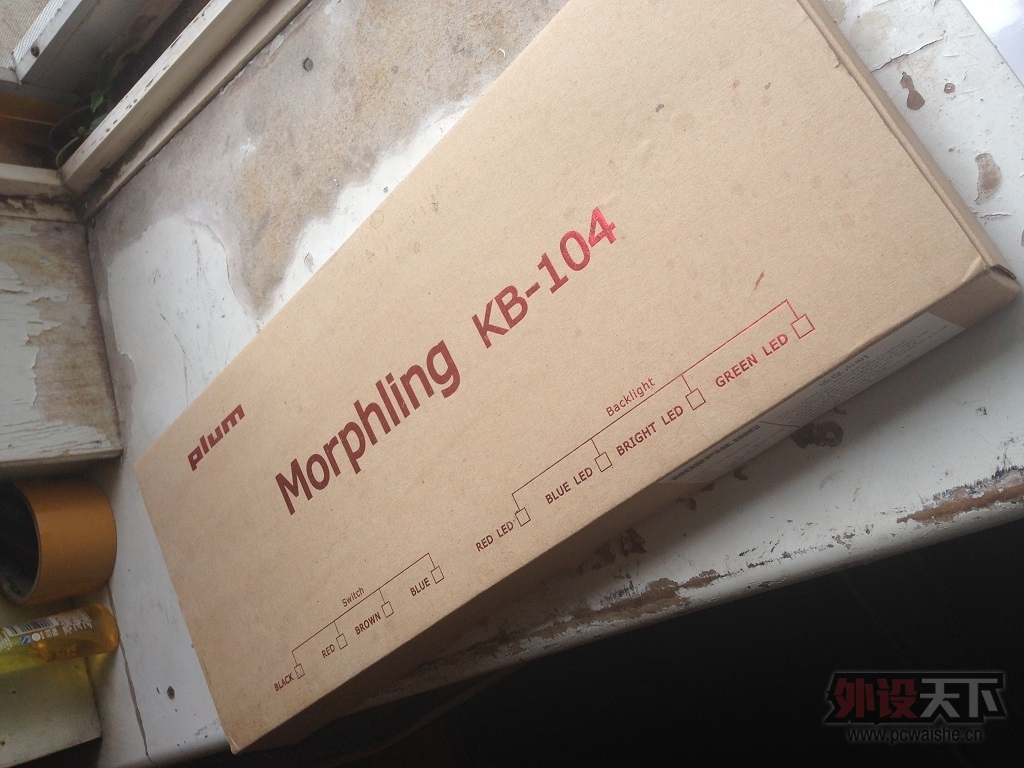 plum
Morphling KB-104
Switch
BLACK RED BROWN BLUE
Backlight
RED LED BLUE LED BRIGHT LED GREEN LED
外设天下
www.pcwaishe.cn